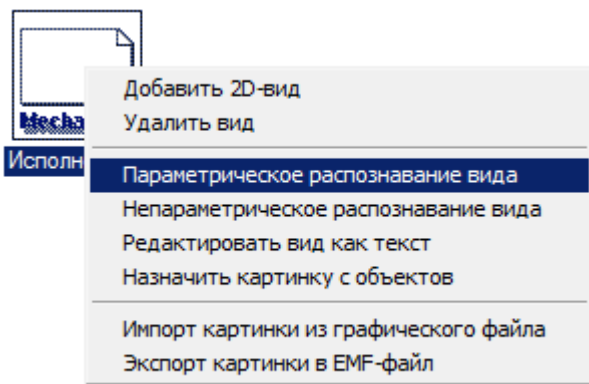 Добавить 2D-вид
Удалить вид
Параметрическое распознавание вида
Непараметрическое распознавание вида
Редактировать вид как текст
Назначить картинку с объектов
Импорт картинки из графического файла
Экспорт картинки в EMF-файл